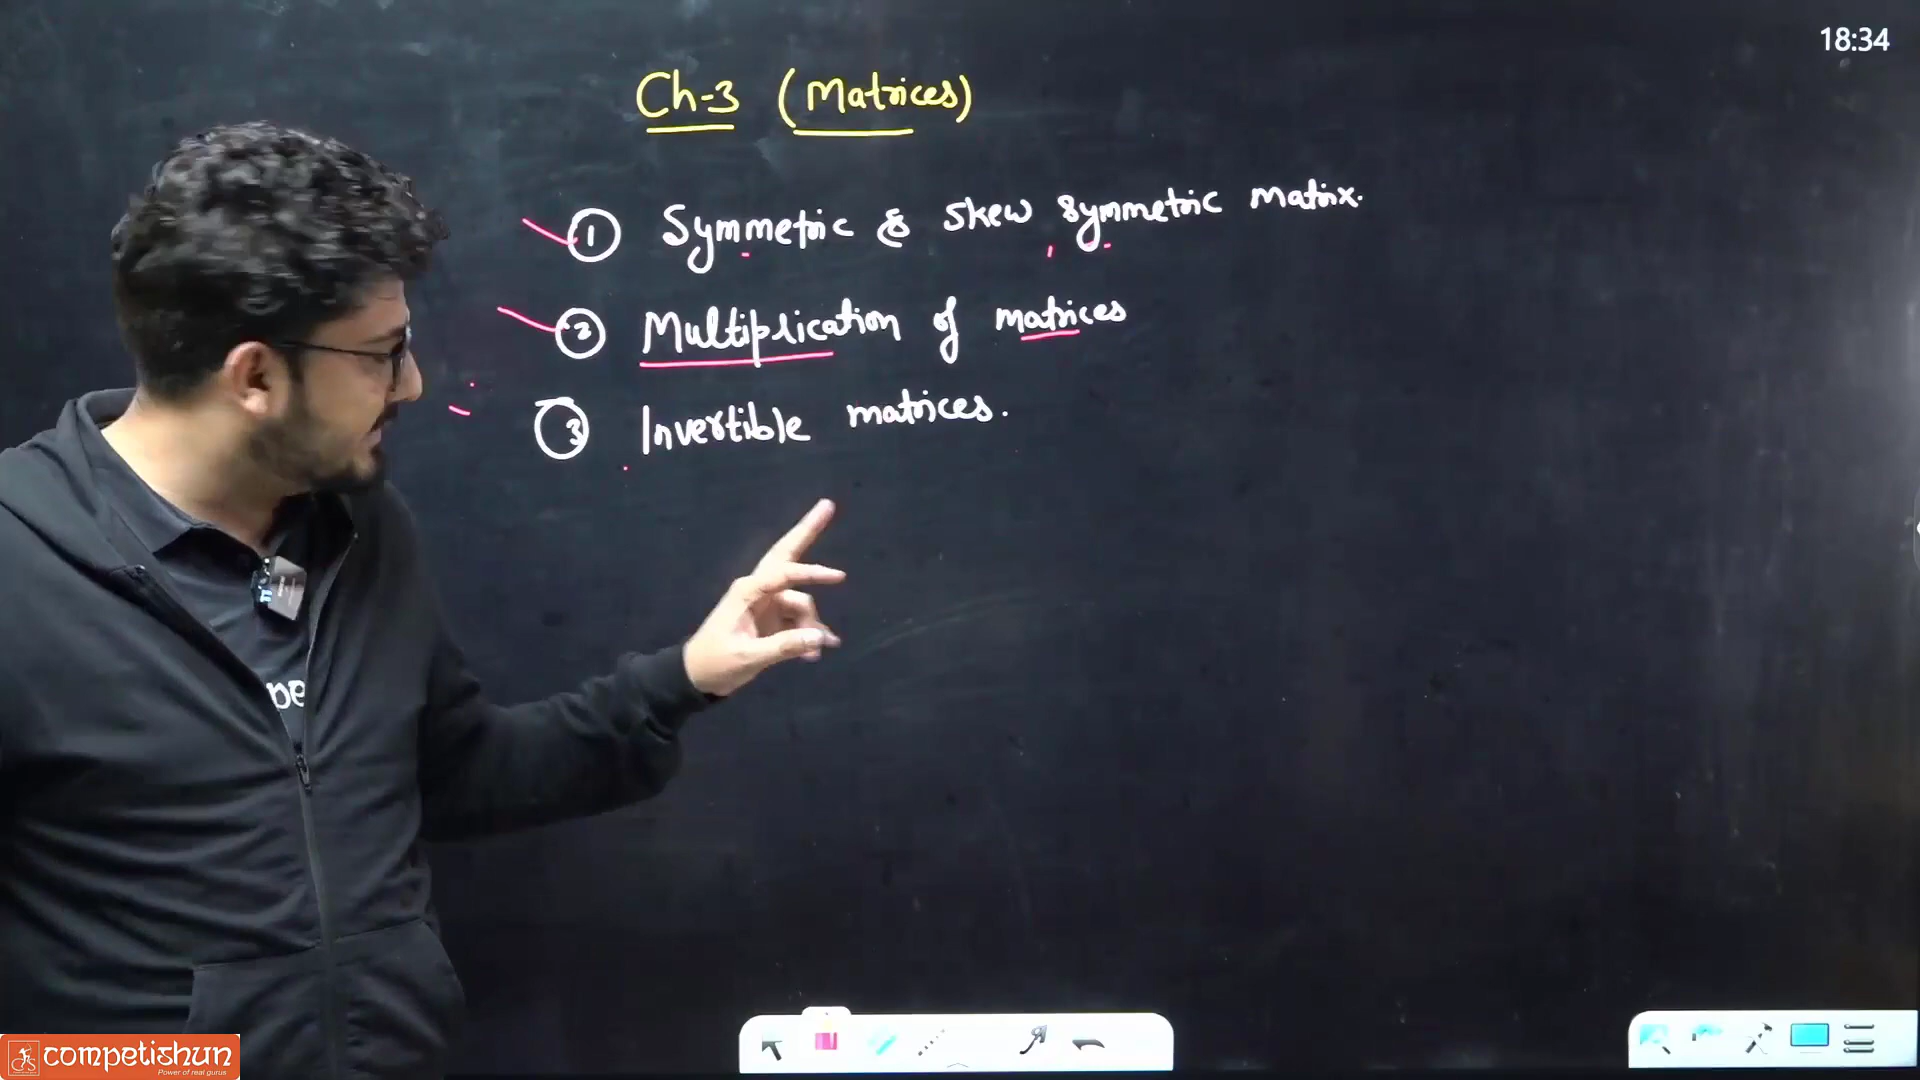 18:34
Ch-3 (Matrices)
① Symmetric & Skew symmetric matrix.
② Multiplication of matrices
③ Invertible matrices.
pe
competishun
Power of real gurus